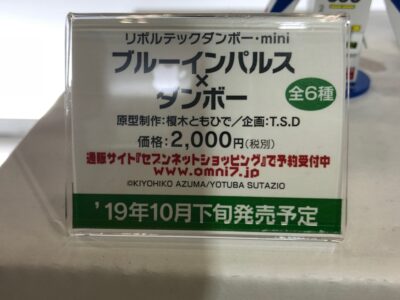 リボルテックダンボー・mini
ブルーインパルス
×
ダンボー
全6種
原型制作:榎木ともひで/企画:T.S.D
価格:2,000円(税別)
通販サイト『セブンネットショッピング』で予約受付中
www.omni7.jp
©KIYOHIKO AZUMA/YOTUBA SUTAZIO
'19年10月下旬発売予定